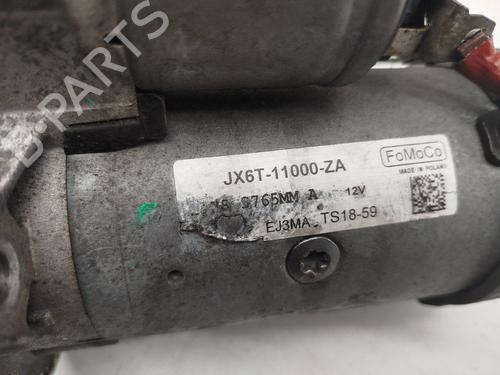 B-PARTS
JX6T-11000-ZA
FoMoCo
MADE IN POLAND
S765MM A 12V
EJ3MA TS18-59